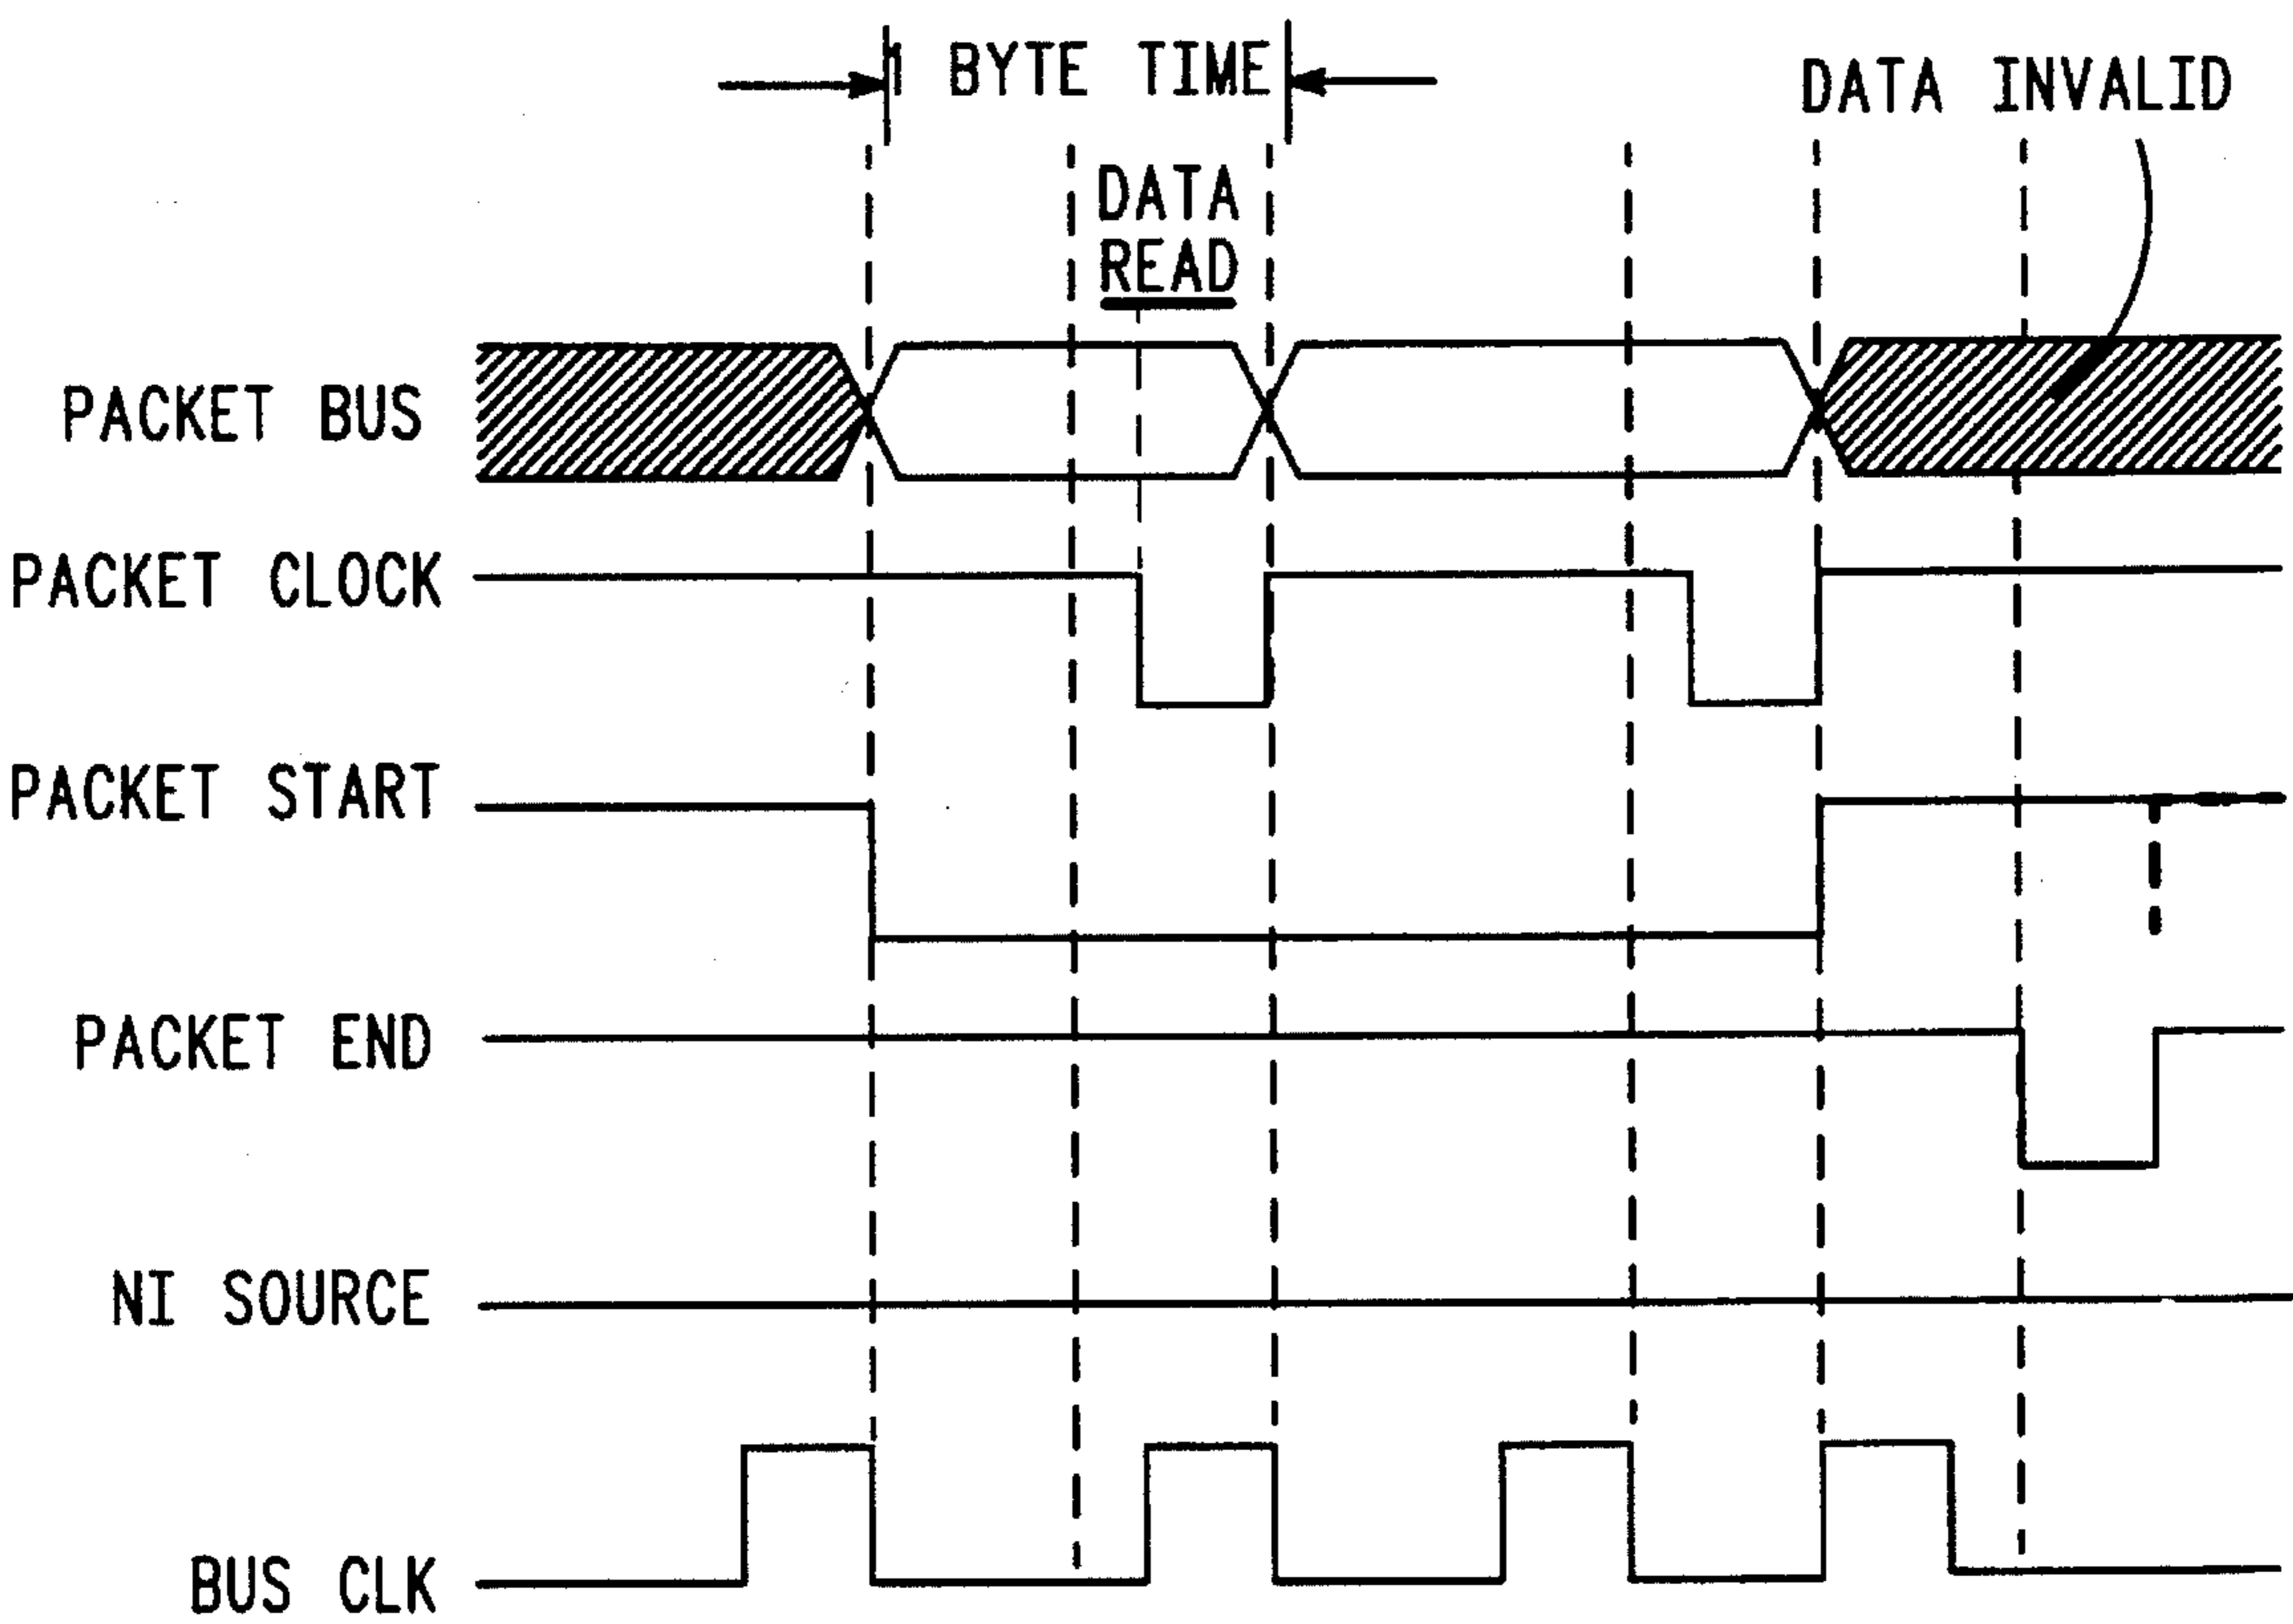 1 BYTE TIME
DATA INVALID
DATA
READ
PACKET BUS
PACKET CLOCK
PACKET START
PACKET END
NI SOURCE
BUS CLK